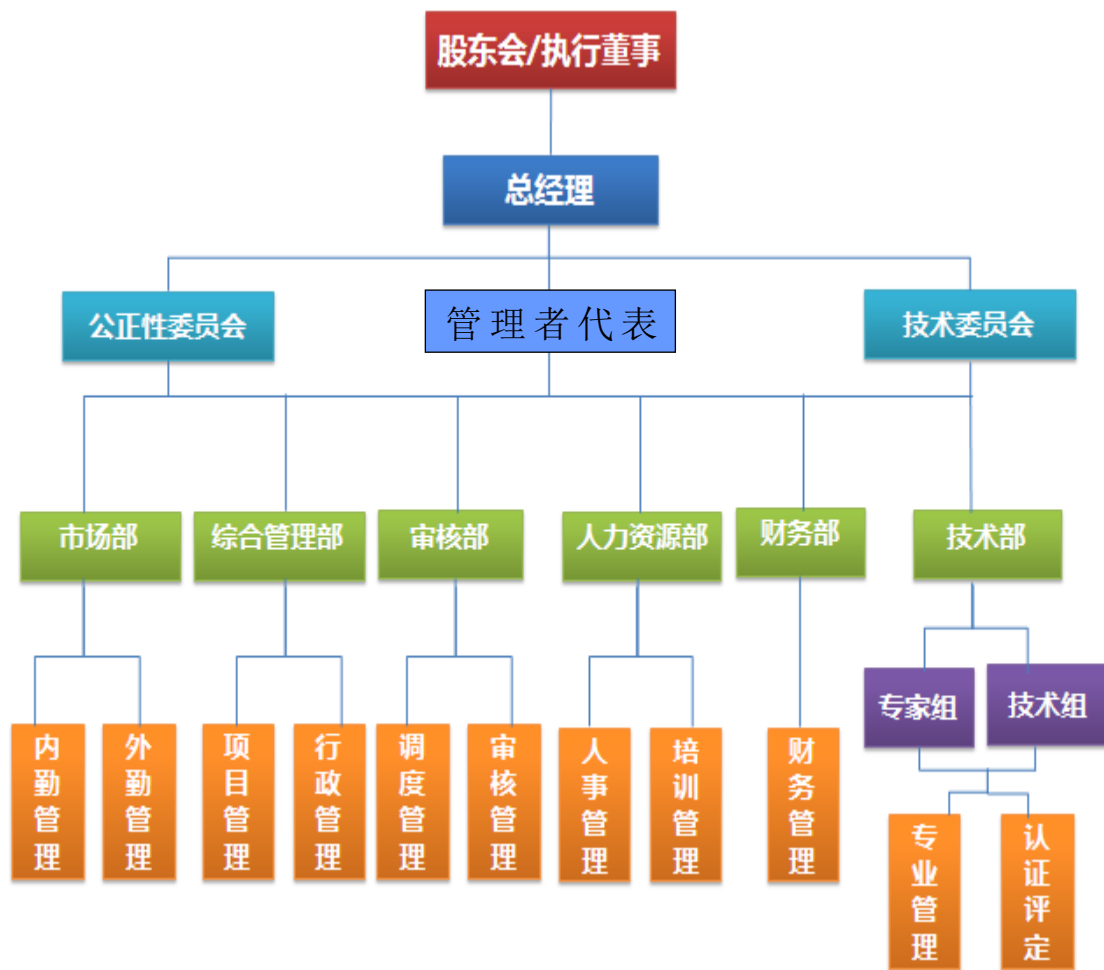 股东会/执行董事
总经理
公正性委员会
管理者代表
技术委员会
市场部
综合管理部
审核部
人力资源部
财务部
技术部
专家组
技术组
内勤管理
外勤管理
项目管理
行政管理
调度管理
审核管理
人事管理
培训管理
财务管理
专业管理
认证评定